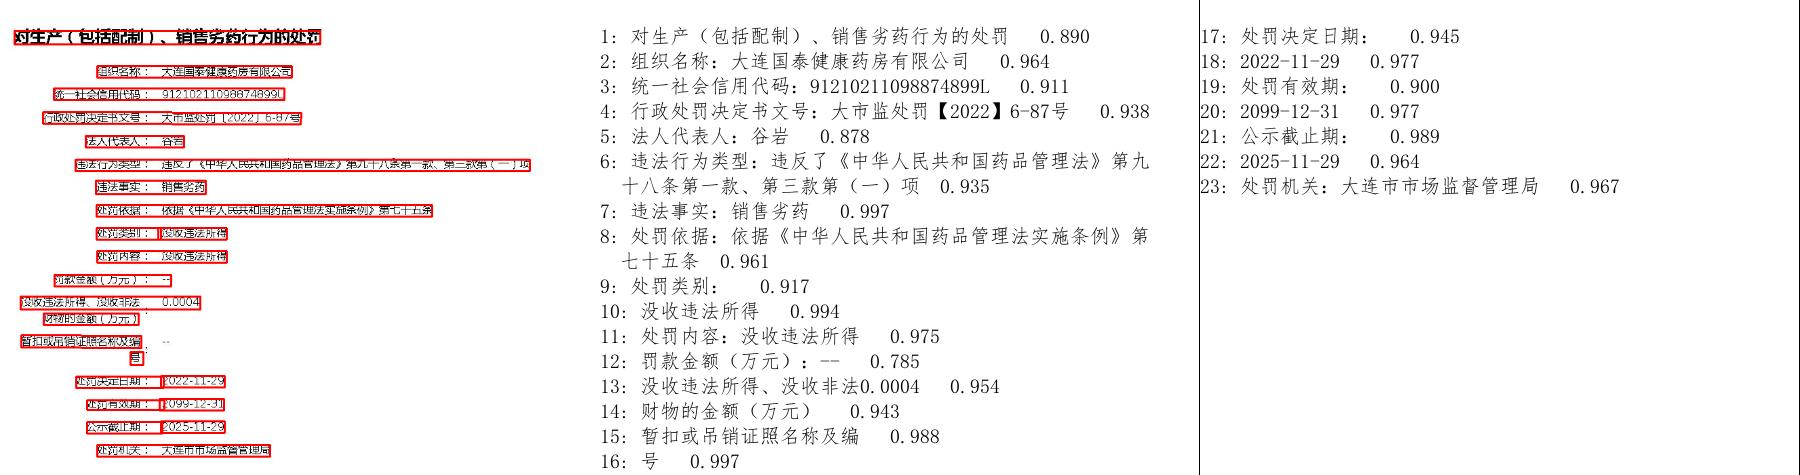 对生产（包括配制）、销售劣药行为的处罚
组织名称： 大连国泰健康药房有限公司
统一社会信用代码： 91210211098874899L
行政处罚决定书文号： 大市监处罚〔2022〕6-87号
法人代表人： 谷岩
违法行为类型： 违反了《中华人民共和国药品管理法》第九十八条第一款、第三款第（一）项
违法事实： 销售劣药
处罚依据： 依据《中华人民共和国药品管理法实施条例》第七十五条
处罚类别： 没收违法所得
处罚内容： 没收违法所得
罚款金额（万元）： --
没收违法所得、没收非法 0.0004
财物的金额（万元）：
暂扣或吊销证照名称及编 --
号：
处罚决定日期： 2022-11-29
处罚有效期： 2099-12-31
公示截止期： 2025-11-29
处罚机关： 大连市市场监督管理局
1: 对生产（包括配制）、销售劣药行为的处罚 0.890
2: 组织名称：大连国泰健康药房有限公司 0.964
3: 统一社会信用代码：91210211098874899L 0.911
4: 行政处罚决定书文号：大市监处罚【2022】6-87号 0.938
5: 法人代表人：谷岩 0.878
6: 违法行为类型：违反了《中华人民共和国药品管理法》第九
十八条第一款、第三款第（一）项 0.935
7: 违法事实：销售劣药 0.997
8: 处罚依据：依据《中华人民共和国药品管理法实施条例》第
七十五条 0.961
9: 处罚类别： 0.917
10: 没收违法所得 0.994
11: 处罚内容：没收违法所得 0.975
12: 罚款金额（万元）：-- 0.785
13: 没收违法所得、没收非法0.0004 0.954
14: 财物的金额（万元） 0.943
15: 暂扣或吊销证照名称及编 0.988
16: 号 0.997
17: 处罚决定日期： 0.945
18: 2022-11-29 0.977
19: 处罚有效期： 0.900
20: 2099-12-31 0.977
21: 公示截止期： 0.989
22: 2025-11-29 0.964
23: 处罚机关：大连市市场监督管理局 0.967